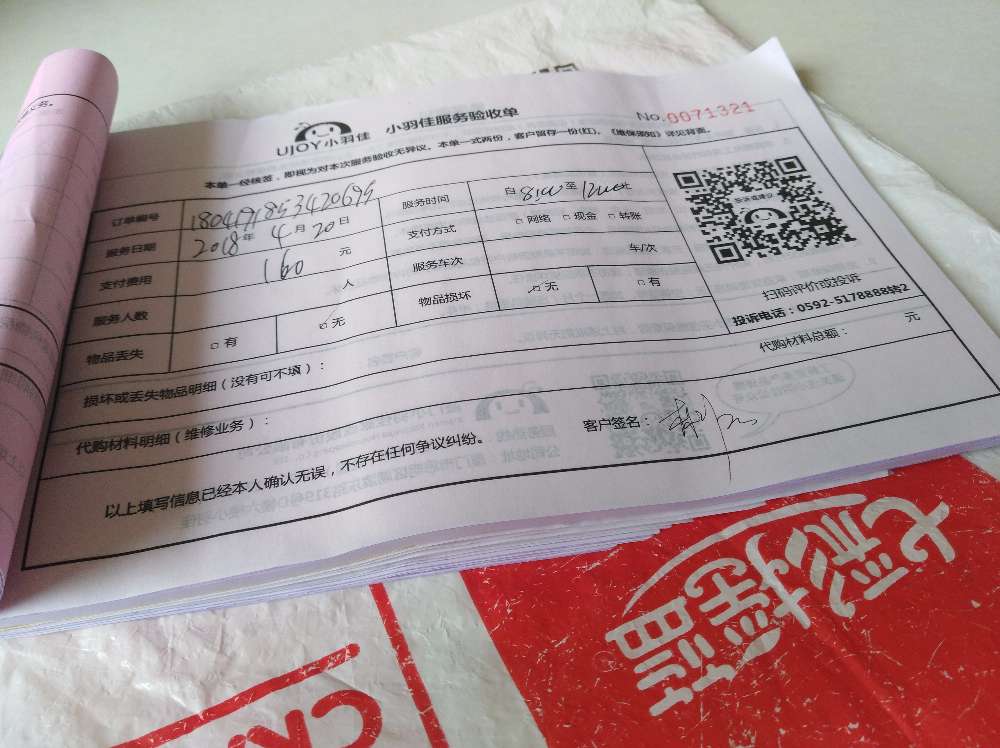 UJOY小羽佳 小羽佳服务验收单 No.0071321
本单一经核签，即视为对本次服务验收无异议。本单一式两份，客户留存一份(红)。《维保须知》详见背面。
订单编号 180419185342069 服务时间 自 8:00 至 12:00 止
服务日期 2018年 4月 20日 支付方式 □ 网络 □ 现金 □ 转账
支付费用 160 元 服务车次 车/次
服务人数 人 物品损坏 ☑ 无 □ 有
物品丢失 □ 有 ☑ 无
扫码评价或投诉
投诉电话：0592-5178888转2
损坏或丢失物品明细（没有可不填）：
代购材料明细（维修业务）： 代购材料总额： 元
以上填写信息已经本人确认无误，不存在任何争议纠纷。 客户签名：
七彩搭